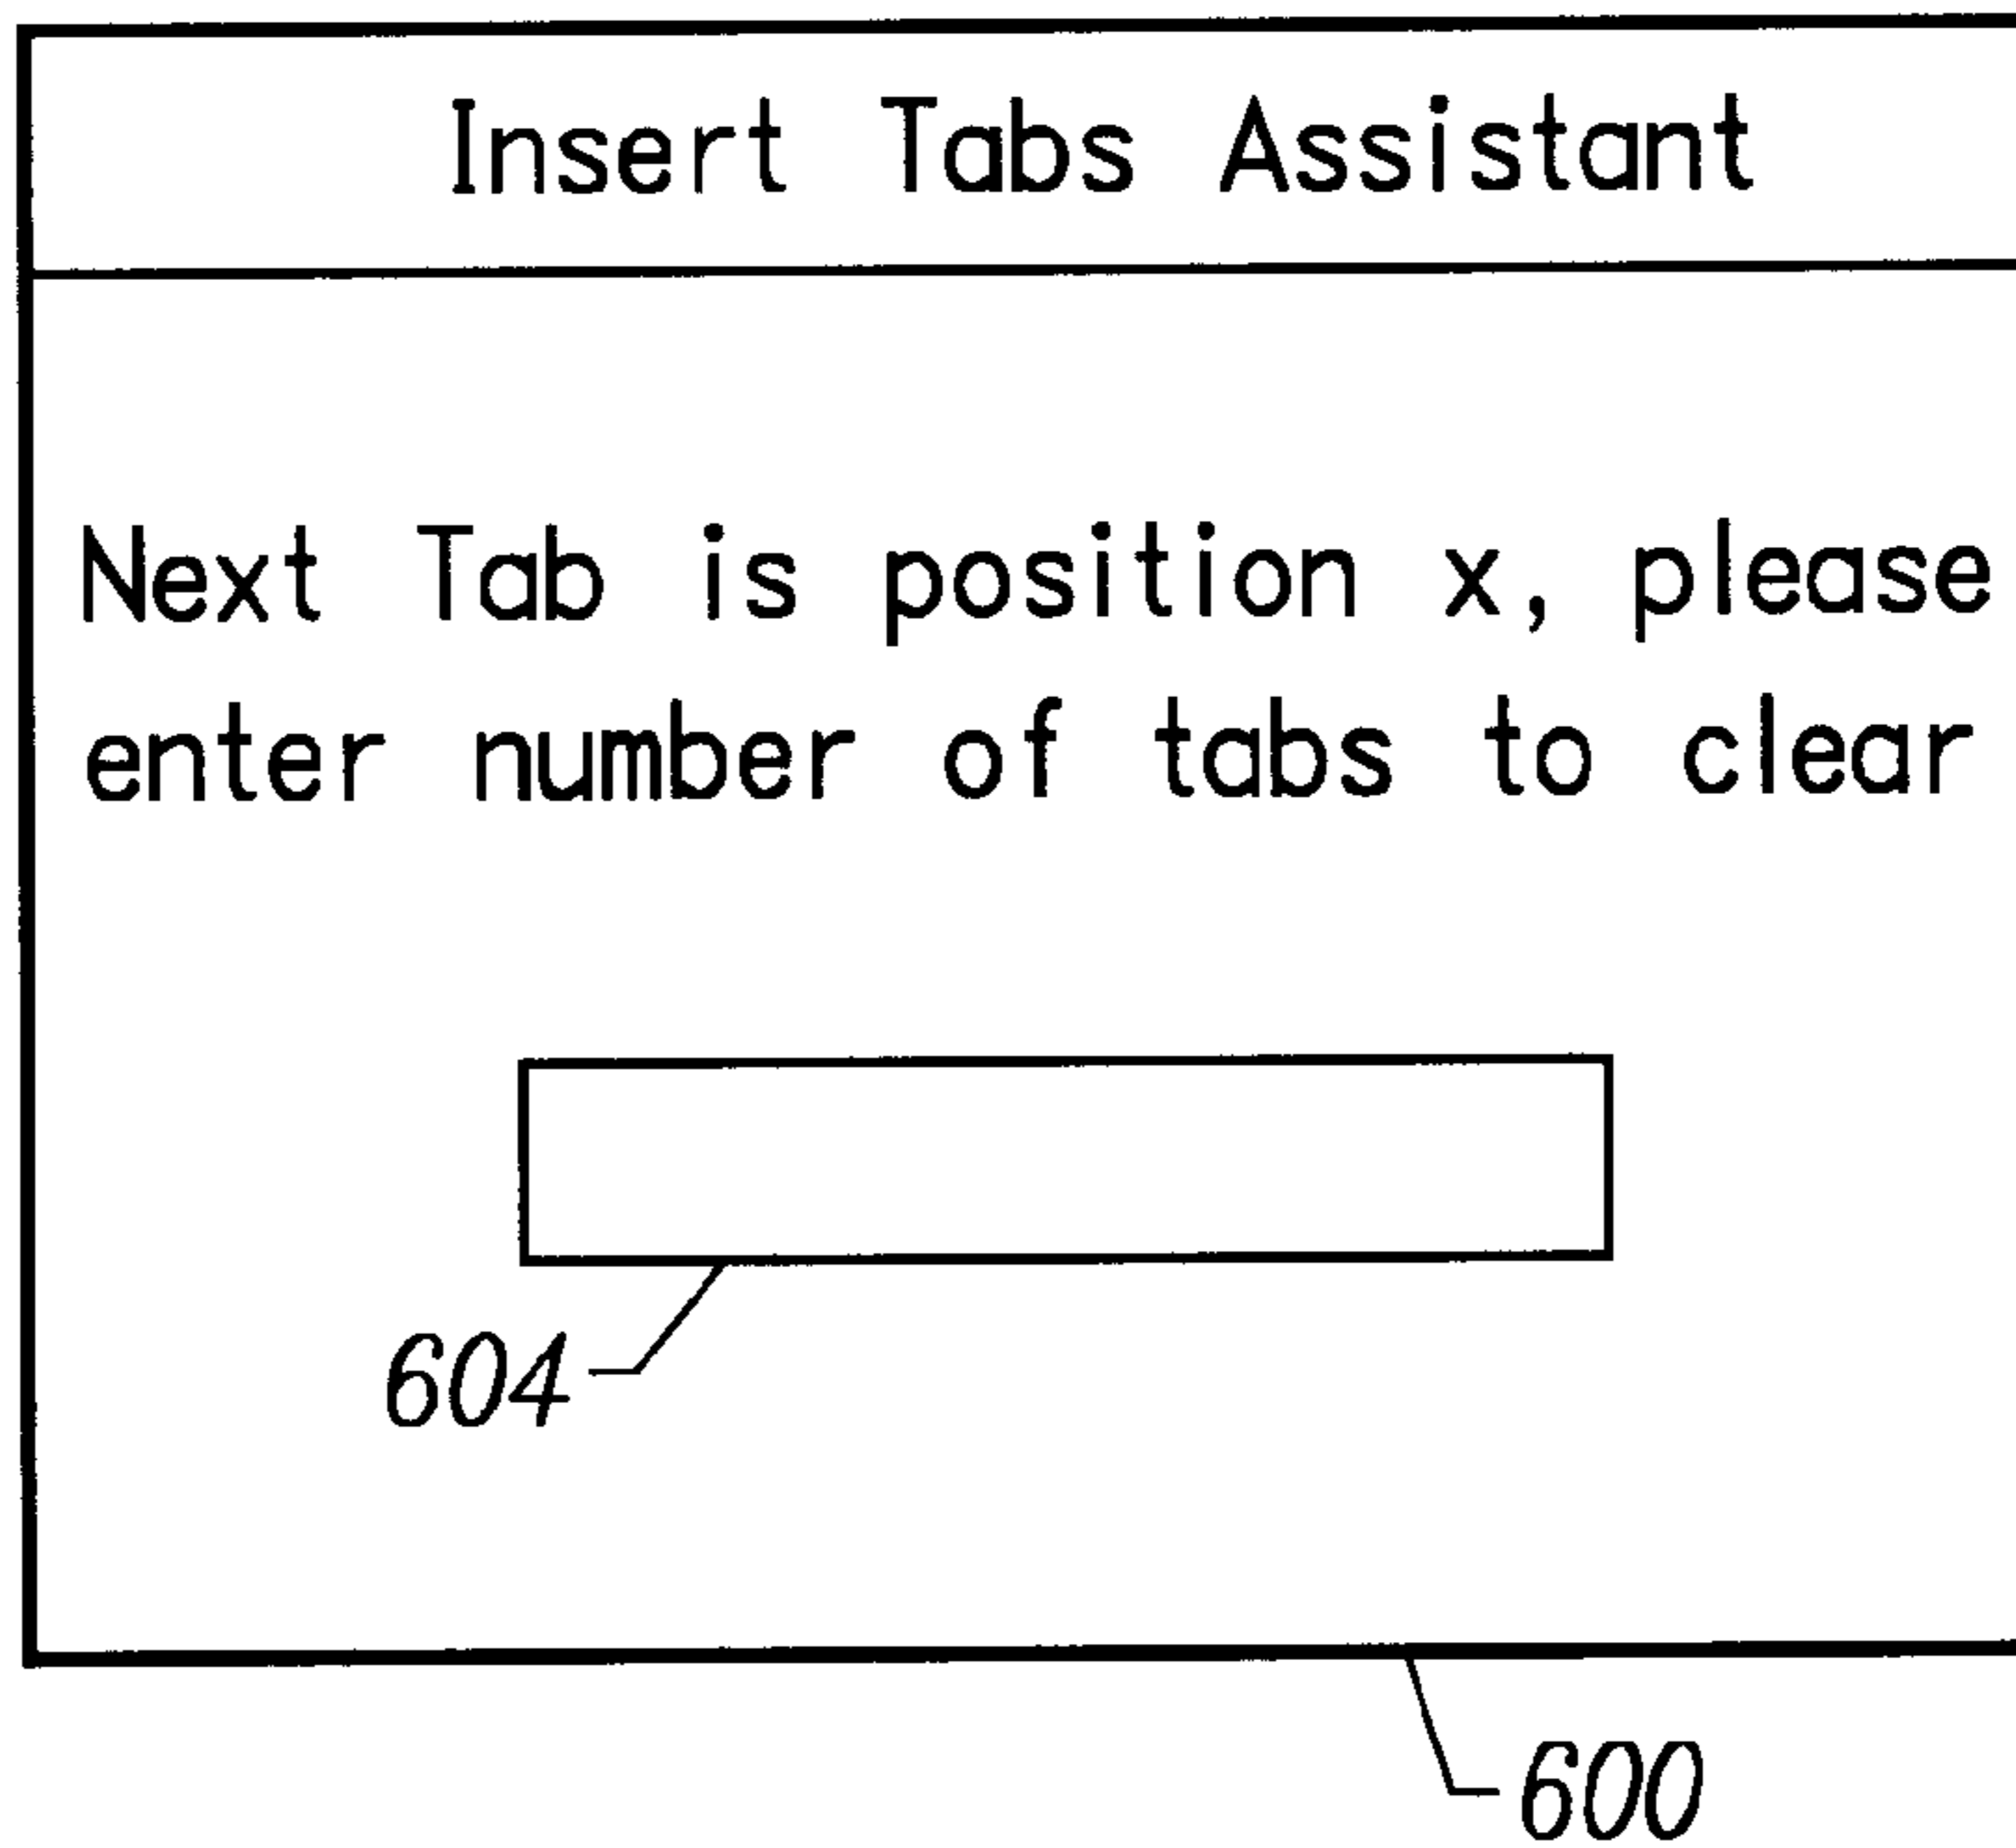 Insert Tabs Assistant
Next Tab is position x, please
enter number of tabs to clear
604
600